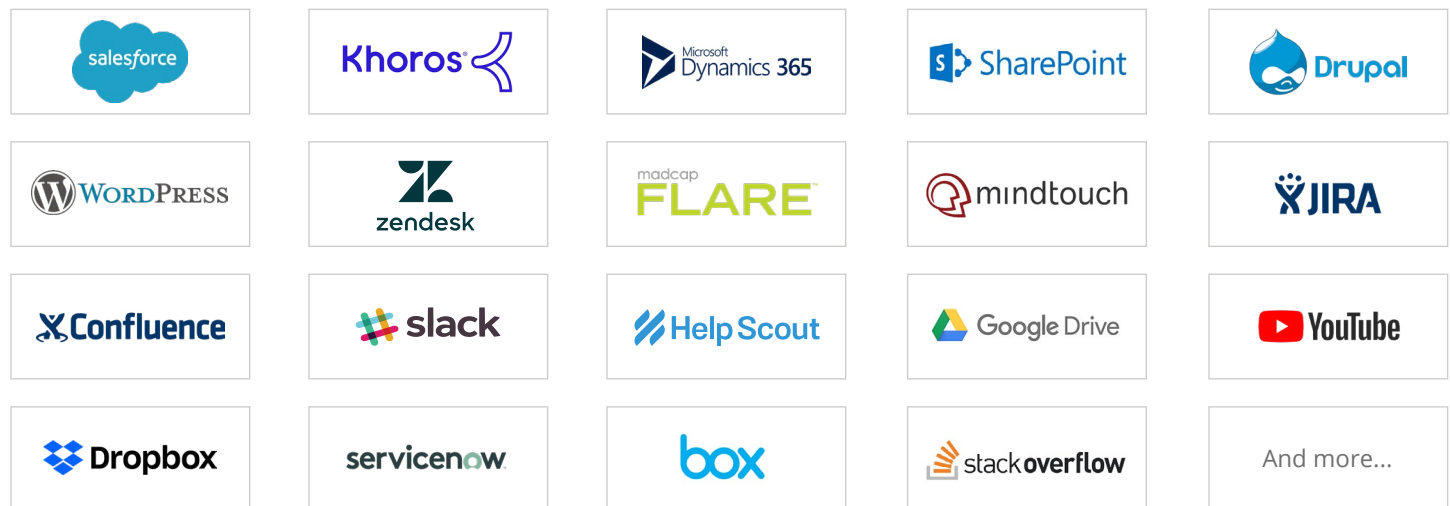 salesforce
Khoros®
Microsoft
Dynamics 365
S SharePoint
Drupal
W WORDPRESS
zendesk
madcap
FLARE™
mindtouch
JIRA
Confluence
slack
Help Scout
Google Drive
YouTube
Dropbox
servicenow
box
stackoverflow
And more...